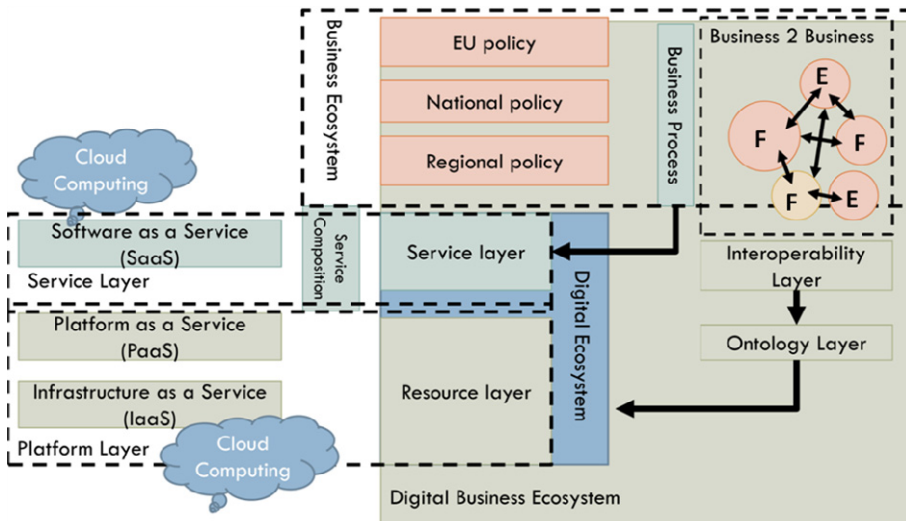 EU policy
National policy
Regional policy
Business Ecosystem
Business Process
Business 2 Business
E
F
F
F
E
Cloud
Computing
Software as a Service
(SaaS)
Service Layer
Service
Composition
Service layer
Digital Ecosystem
Interoperability
Layer
Ontology Layer
Platform as a Service
(PaaS)
Infrastructure as a Service
(IaaS)
Platform Layer
Resource layer
Cloud
Computing
Digital Business Ecosystem